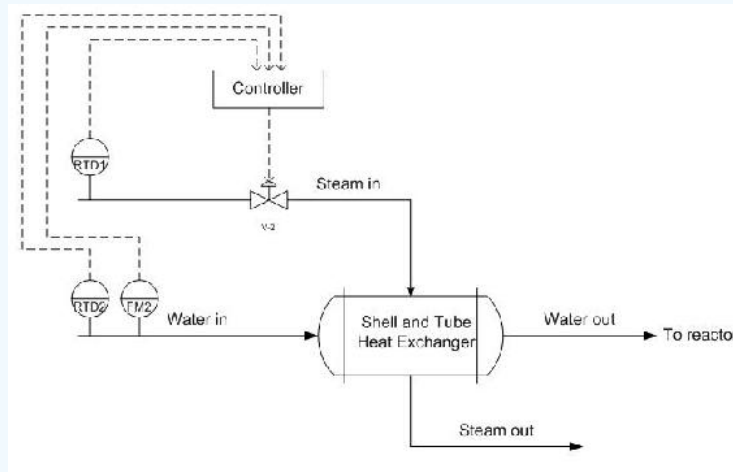 Controller
RTD1
Steam in
V-2
RTD2
FM2
Water in
Shell and Tube
Heat Exchanger
Water out
To reacto
Steam out